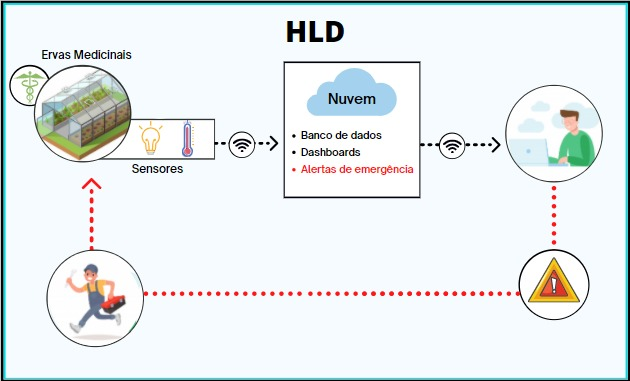 HLD
Ervas Medicinais
Sensores
Nuvem
• Banco de dados
• Dashboards
• Alertas de emergência